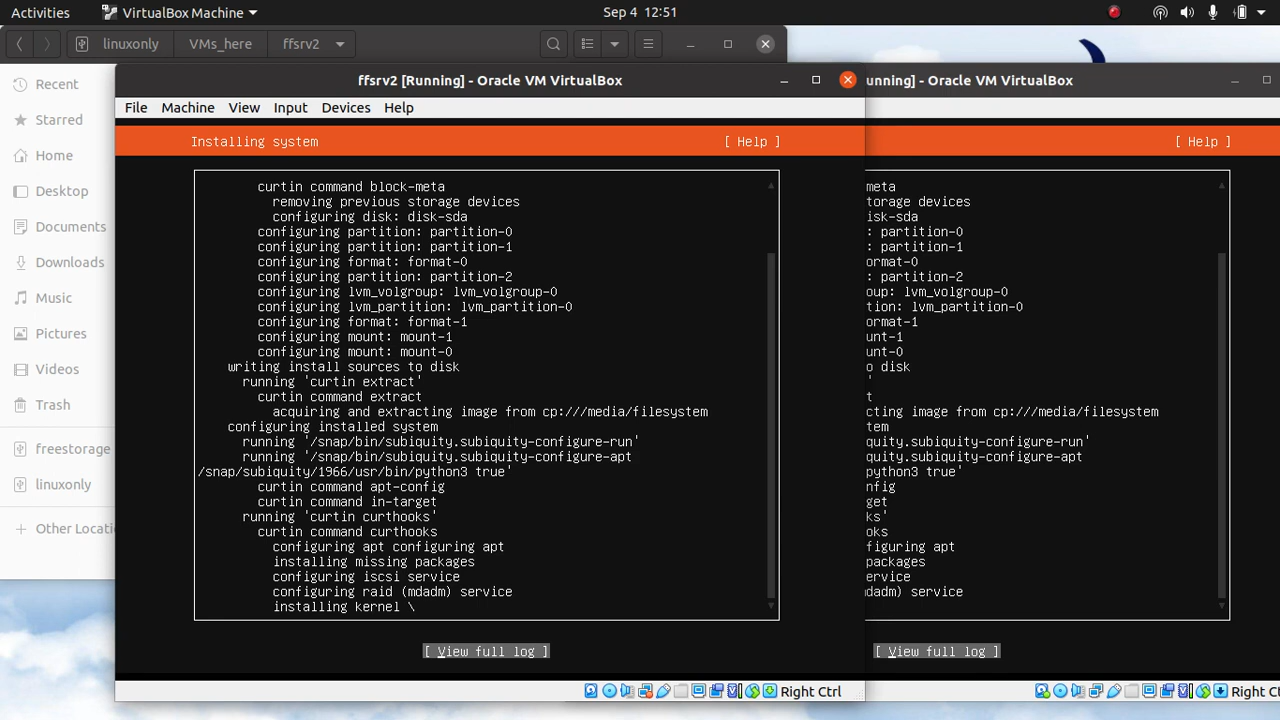 Activities
VirtualBox Machine
Sep 4 12:51
linuxonly
VMs_here
ffsrv2
Recent
Starred
Home
Desktop
Documents
Downloads
Music
Pictures
Videos
Trash
freestorage
linuxonly
Other Locati
ffsrv2 [Running] - Oracle VM VirtualBox
File Machine View Input Devices Help
Installing system [ Help ]
curtin command block-meta
removing previous storage devices
configuring disk: disk-sda
configuring partition: partition-0
configuring partition: partition-1
configuring format: format-0
configuring partition: partition-2
configuring lvm_volgroup: lvm_volgroup-0
configuring lvm_partition: lvm_partition-0
configuring format: format-1
configuring mount: mount-1
configuring mount: mount-0
writing install sources to disk
running 'curtin extract'
curtin command extract
acquiring and extracting image from cp:///media/filesystem
configuring installed system
running '/snap/bin/subiquity.subiquity-configure-run'
running '/snap/bin/subiquity.subiquity-configure-apt
/snap/subiquity/1966/usr/bin/python3 true'
curtin command apt-config
curtin command in-target
running 'curtin curthooks'
curtin command curthooks
configuring apt configuring apt
installing missing packages
configuring iscsi service
configuring raid (mdadm) service
installing kernel \
[ View full log ]
Right Ctrl
unning] - Oracle VM VirtualBox
[ Help ]
meta
torage devices
isk-sda
: partition-0
: partition-1
ormat-0
: partition-2
oup: lvm_volgroup-0
tion: lvm_partition-0
ormat-1
unt-1
unt-0
o disk
'
t
cting image from cp:///media/filesystem
stem
quity.subiquity-configure-run'
quity.subiquity-configure-apt
python3 true'
nfig
get
ks'
oks
figuring apt
packages
ervice
mdadm) service
[ View full log ]
Right Ct